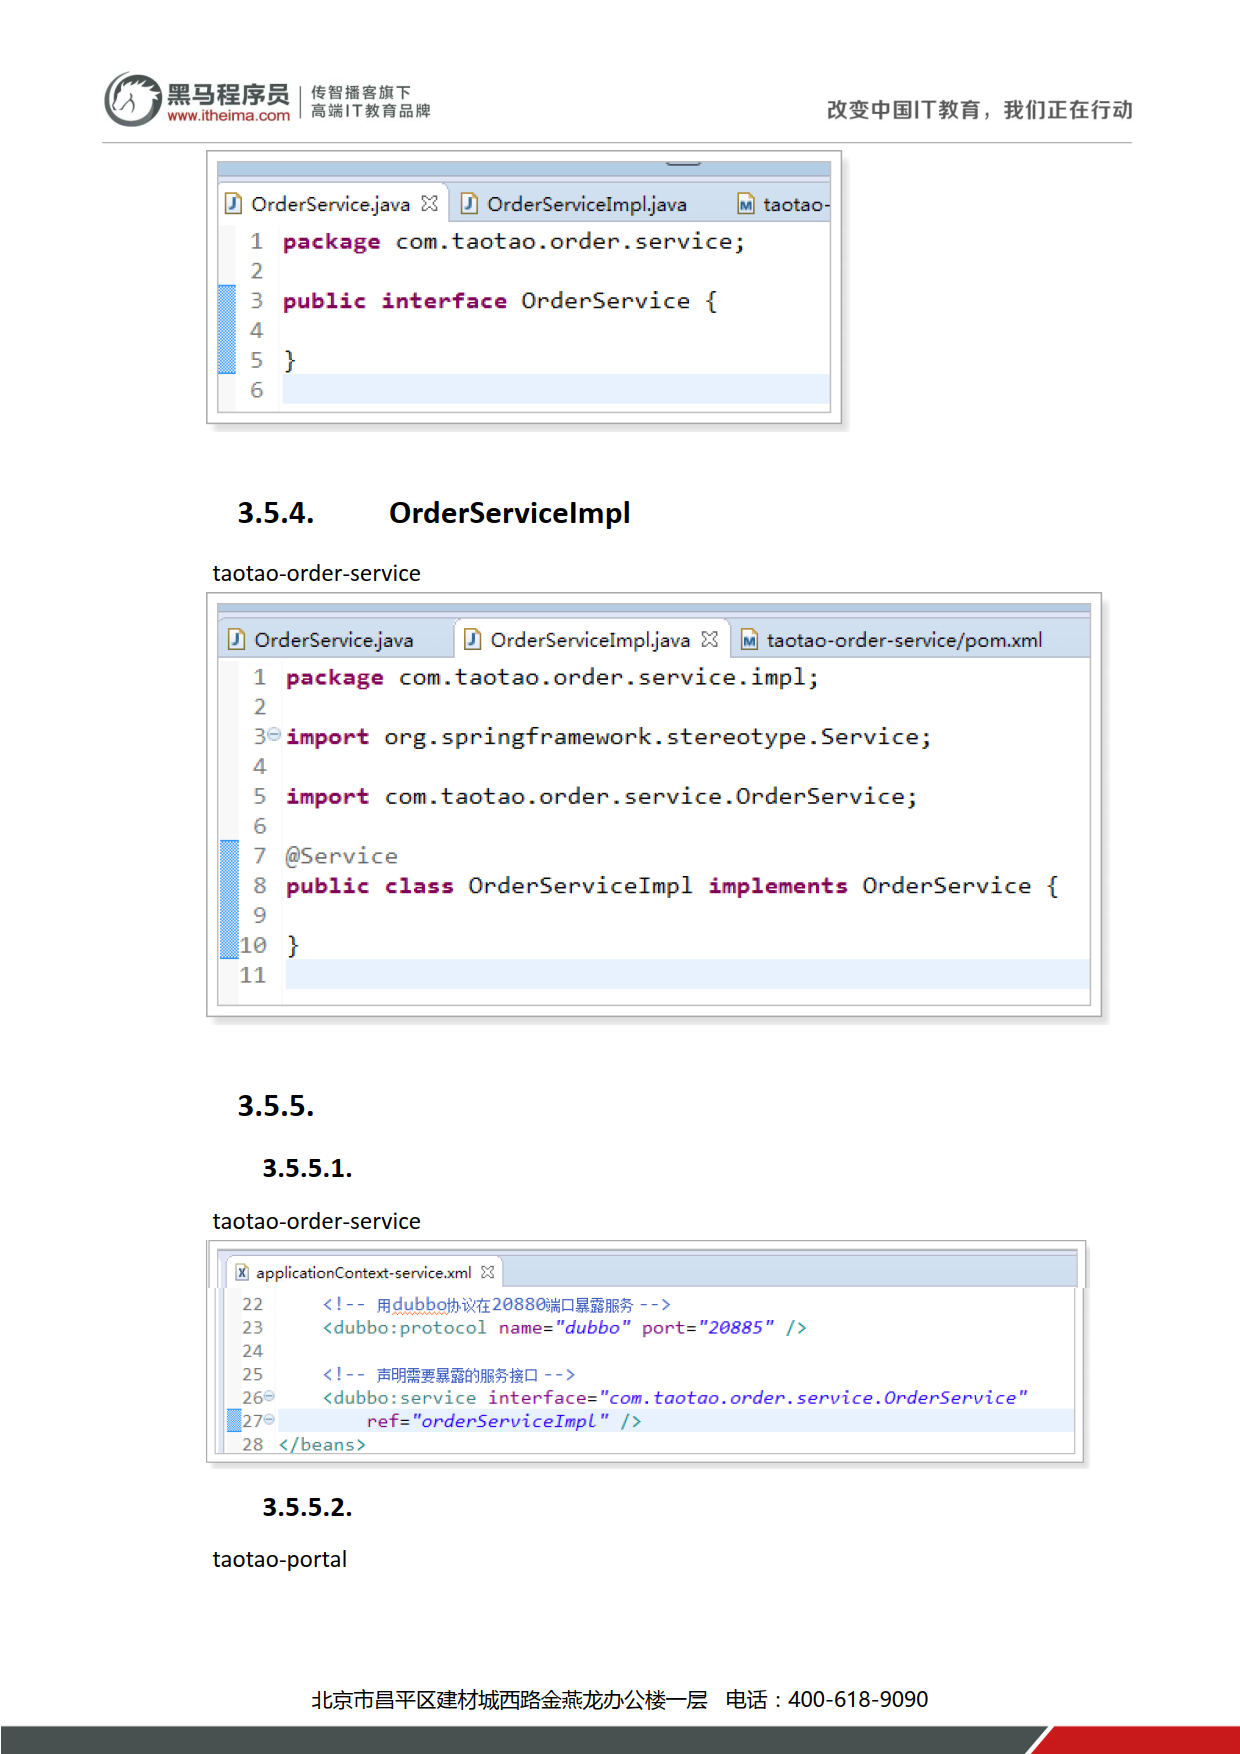 黑马程序员
www.itheima.com
传智播客旗下
高端IT教育品牌
改变中国IT教育，我们正在行动
OrderService.java OrderServiceImpl.java taotao-
1 package com.taotao.order.service;
2
3 public interface OrderService {
4
5 }
6
3.5.4. OrderServiceImpl
taotao-order-service
OrderService.java OrderServiceImpl.java taotao-order-service/pom.xml
1 package com.taotao.order.service.impl;
2
3 import org.springframework.stereotype.Service;
4
5 import com.taotao.order.service.OrderService;
6
7 @Service
8 public class OrderServiceImpl implements OrderService {
9
10 }
11
3.5.5.
3.5.5.1.
taotao-order-service
applicationContext-service.xml
22 <!-- 用dubbo协议在20880端口暴露服务 -->
23 <dubbo:protocol name="dubbo" port="20885" />
24
25 <!-- 声明需要暴露的服务接口 -->
26 <dubbo:service interface="com.taotao.order.service.OrderService"
27 ref="orderServiceImpl" />
28 </beans>
3.5.5.2.
taotao-portal
北京市昌平区建材城西路金燕龙办公楼一层 电话：400-618-9090